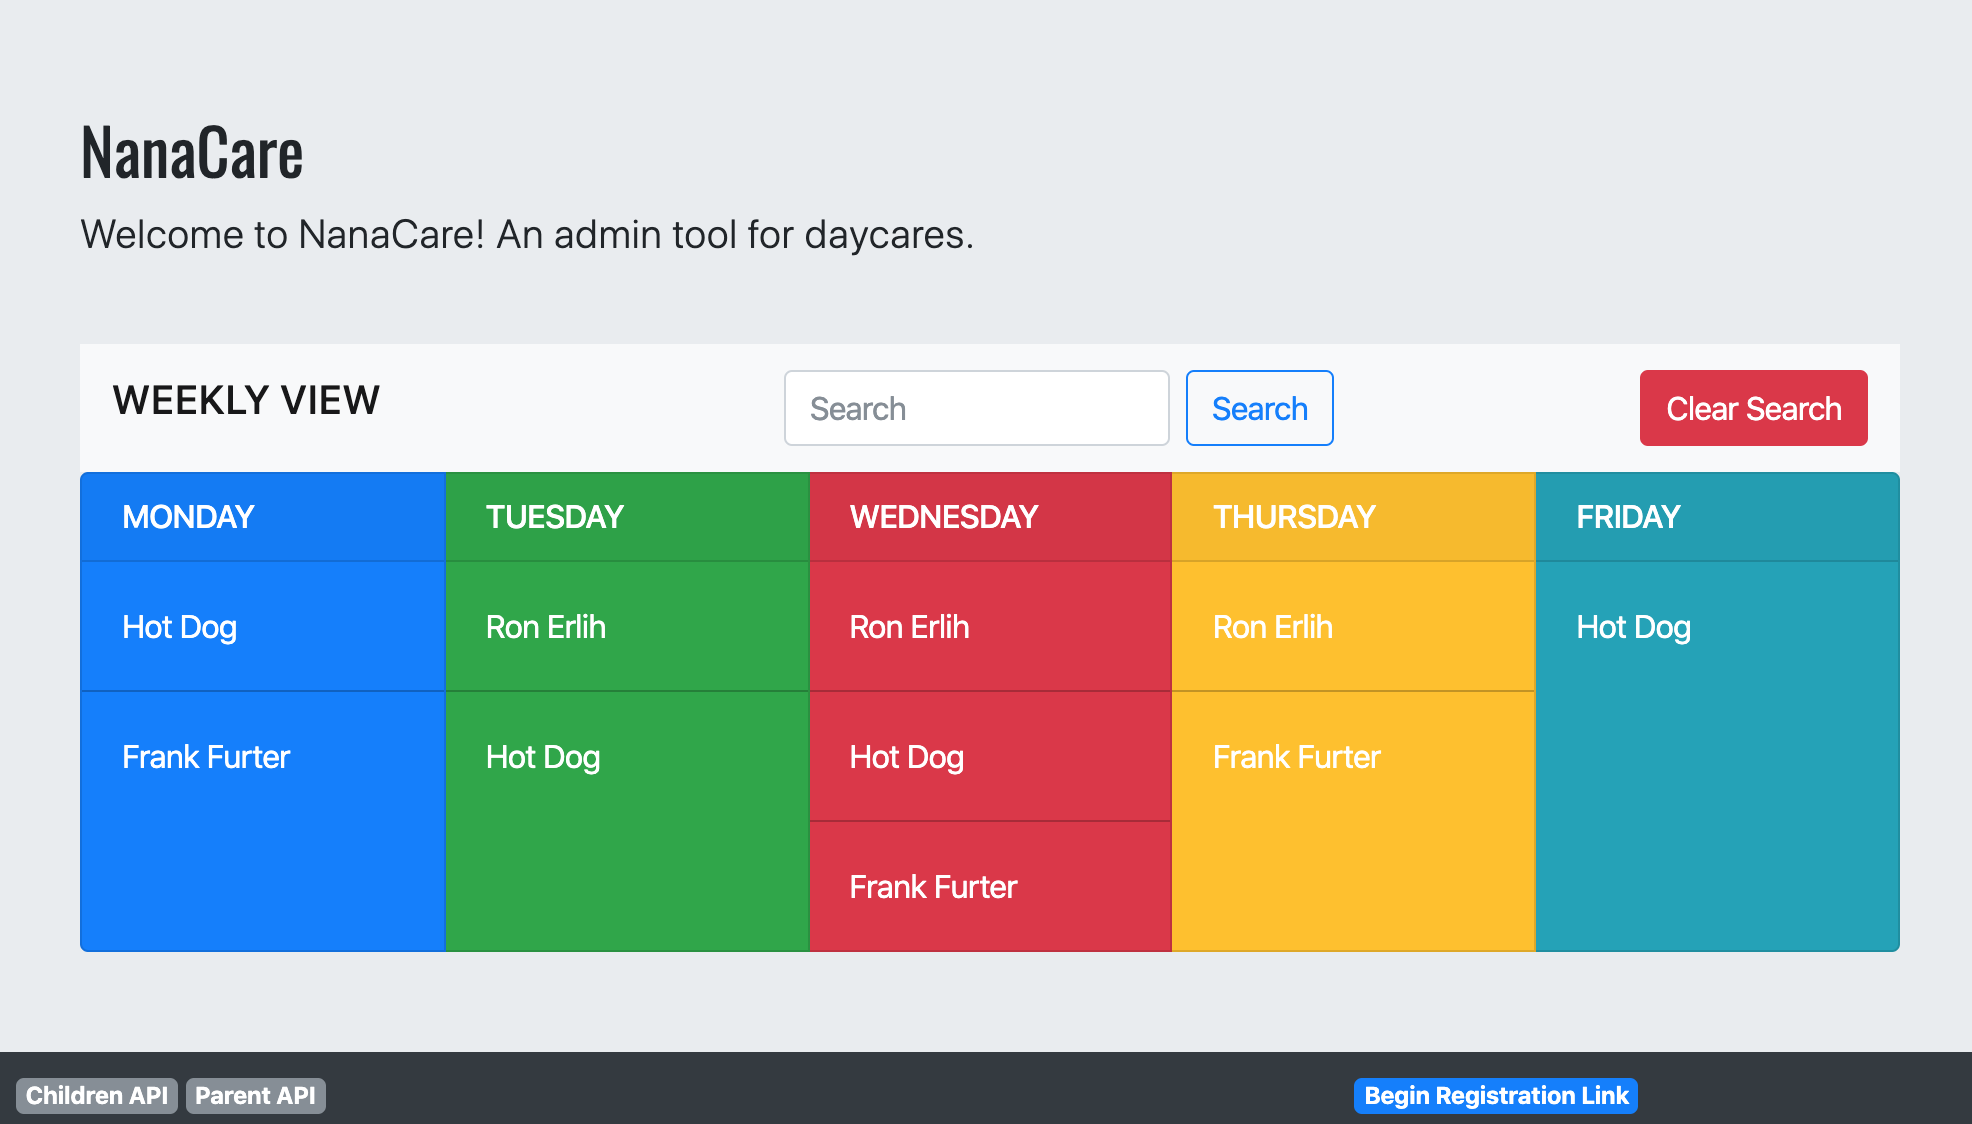 NanaCare
Welcome to NanaCare! An admin tool for daycares.
WEEKLY VIEW Search Search Clear Search
MONDAY TUESDAY WEDNESDAY THURSDAY FRIDAY
Hot Dog Ron Erlih Ron Erlih Ron Erlih Hot Dog
Frank Furter Hot Dog Hot Dog Frank Furter
Frank Furter
Children API Parent API Begin Registration Link